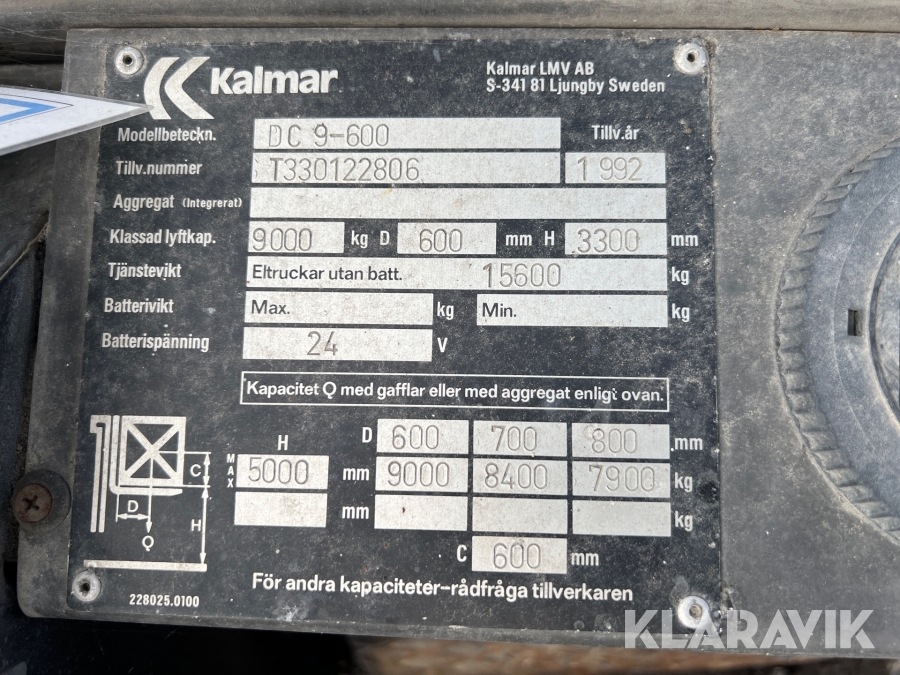 Kalmar
Kalmar LMV AB
S-341 81 Ljungby Sweden
Modellbeteckn. DC 9-600 Tillv.år
Tillv.nummer T330122806 1992
Aggregat (Integrerat)
Klassad lyftkap. 9000 kg D 600 mm H 3300 mm
Tjänstevikt Eltruckar utan batt. 15600 kg
Batterivikt Max. kg Min. kg
Batterispänning 24 V
Kapacitet Q med gafflar eller med aggregat enligt ovan.
H D 600 700 800 mm
MAX 5000 mm 9000 8400 7900 kg
mm kg
C 600 mm
C
H
D
Q
För andra kapaciteter-rådfråga tillverkaren
228025.0100
KLARAVIK